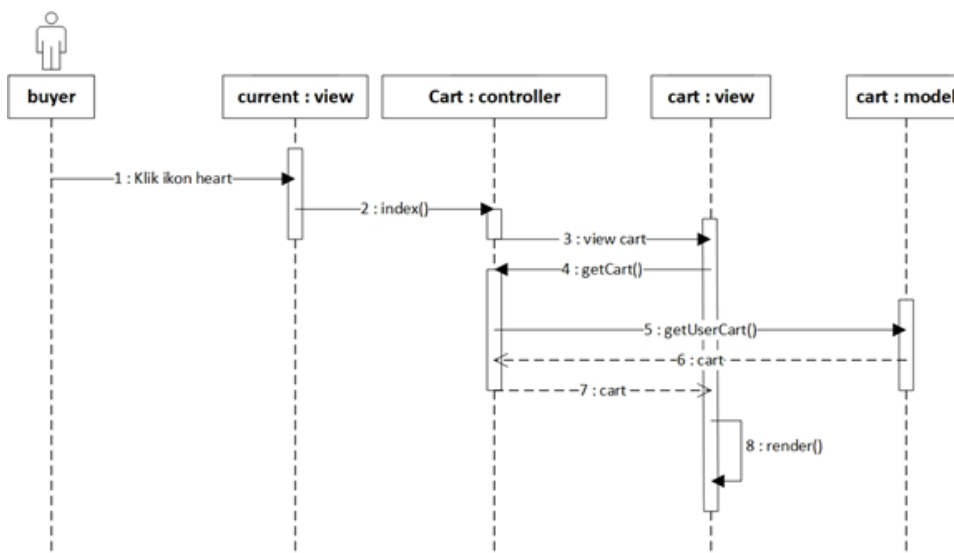 buyer
current : view
Cart : controller
cart : view
cart : model
1 : Klik ikon heart
2 : index()
3 : view cart
4 : getCart()
5 : getUserCart()
6 : cart
7 : cart
8 : render()